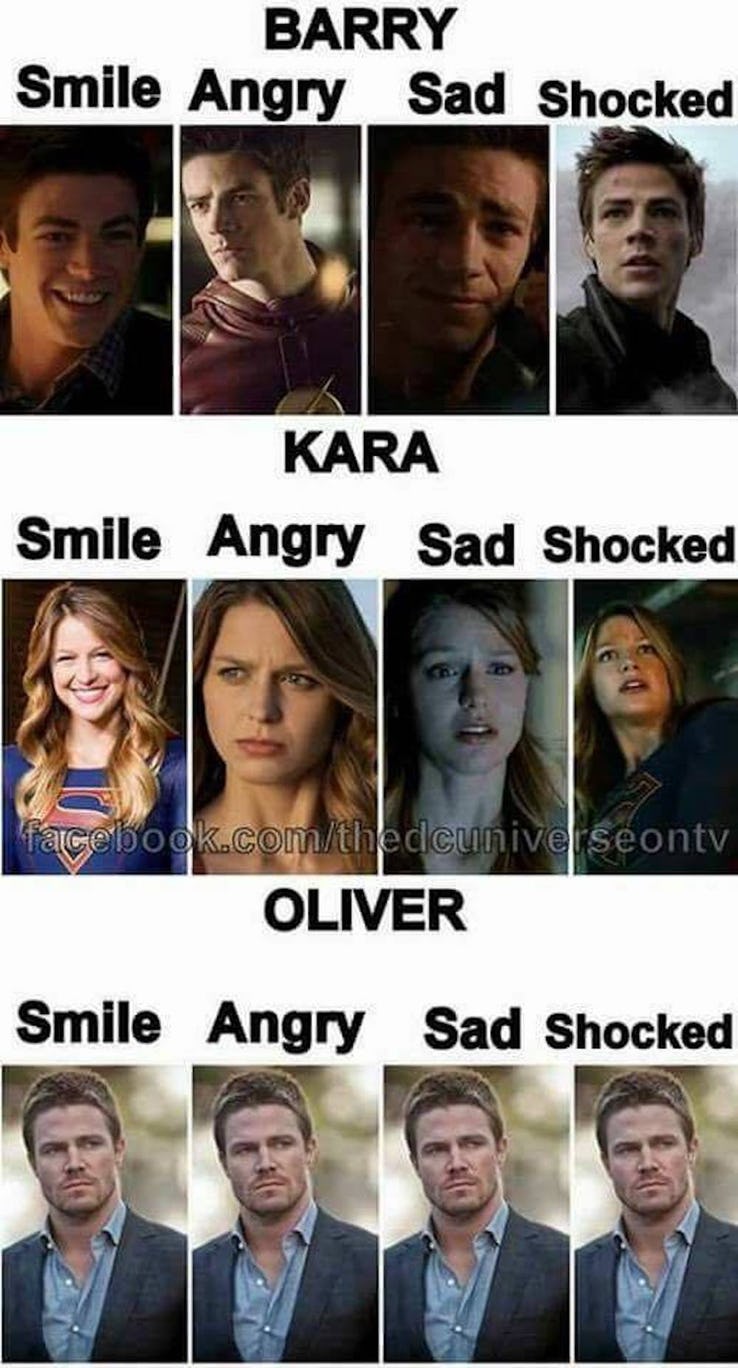 BARRY
Smile Angry Sad Shocked
KARA
Smile Angry Sad Shocked
facebook.com/thedcuniverseontv
OLIVER
Smile Angry Sad Shocked